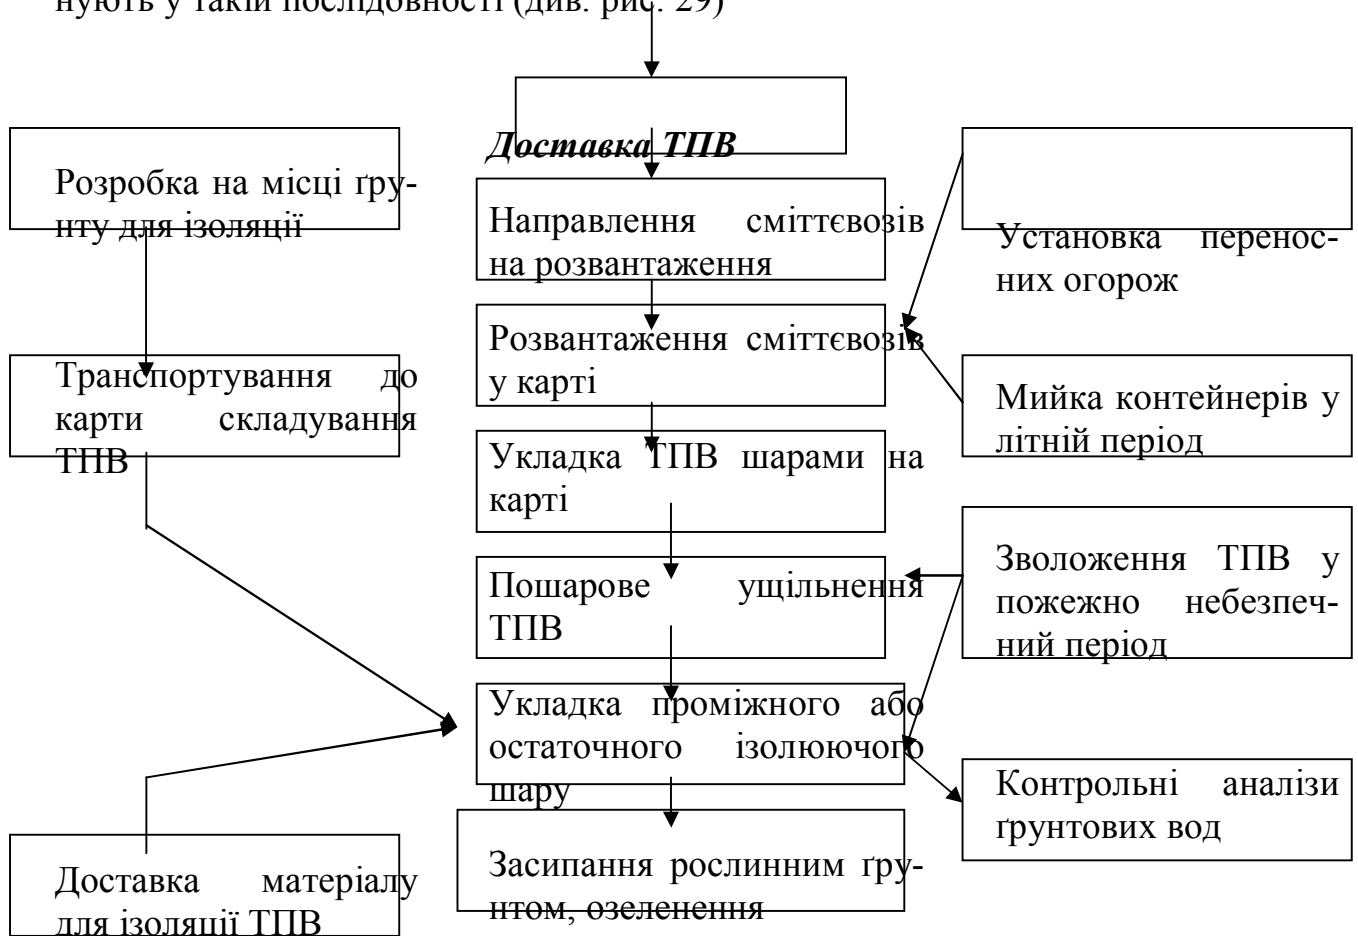 нують у такій послідовності (див. рис. 29)
Доставка ТПВ
Розробка на місці ґру-
нту для ізоляції
Направлення сміттєвозів
на розвантаження
Установка перенос-
них огорож
Розвантаження сміттєвозів
у карті
Транспортування до
карти складування
ТПВ
Мийка контейнерів у
літній період
Укладка ТПВ шарами на
карті
Зволоження ТПВ у
пожежно небезпеч-
ний період
Пошарове ущільнення
ТПВ
Укладка проміжного або
остаточного ізолюючого
шару
Контрольні аналізи
ґрунтових вод
Засипання рослинним ґру-
нтом, озеленення
Доставка матеріалу
для ізоляції ТПВ